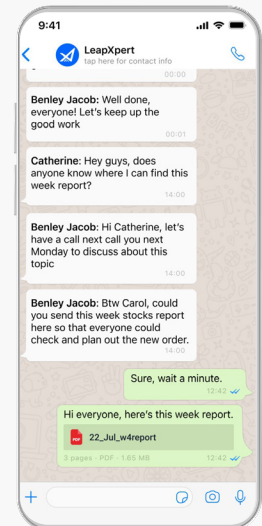 9:41
LeapXpert
tap here for contact info
00:00
Benley Jacob: Well done,
everyone! Let's keep up the
good work
00:01
Catherine: Hey guys, does
anyone know where I can find this
week report?
14:00
Benley Jacob: Hi Catherine, let's
have a call next call you next
Monday to discuss about this
topic
14:00
Benley Jacob: Btw Carol, could
you send this week stocks report
here so that everyone could
check and plan out the new order.
14:00
Sure, wait a minute.
12:42
Hi everyone, here's this week report.
PDF
22_Jul_w4report
3 pages · PDF · 1.65 MB
12:42